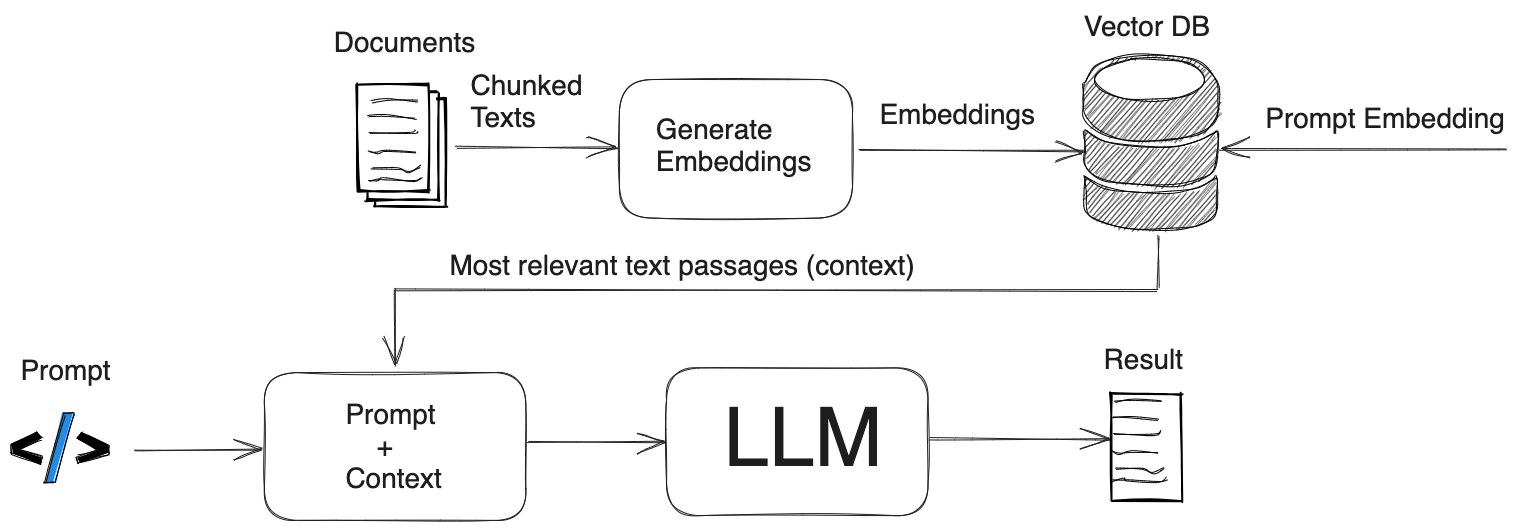 Documents
Vector DB
Chunked
Texts
Generate
Embeddings
Embeddings
Prompt Embedding
Most relevant text passages (context)
Prompt
</>
Prompt
+
Context
LLM
Result